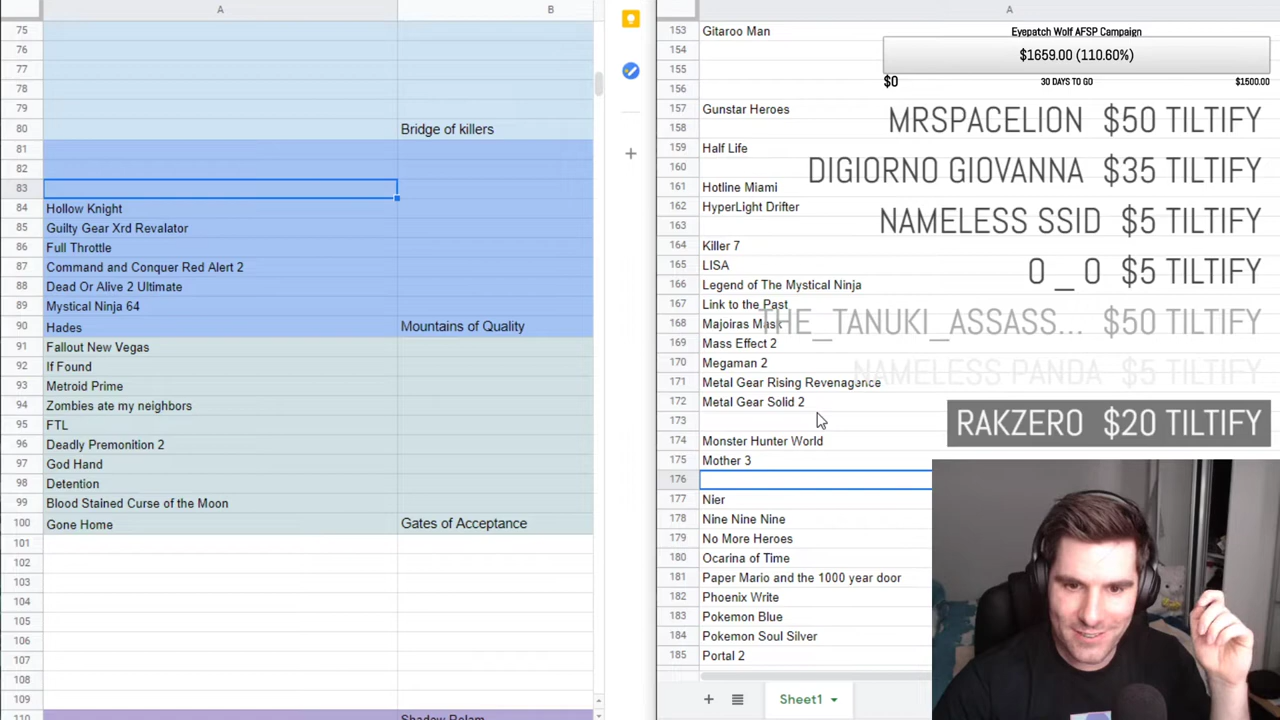 A
B
75
76
77
78
79
80 Bridge of killers
81
82
83
84 Hollow Knight
85 Guilty Gear Xrd Revalator
86 Full Throttle
87 Command and Conquer Red Alert 2
88 Dead Or Alive 2 Ultimate
89 Mystical Ninja 64
90 Hades Mountains of Quality
91 Fallout New Vegas
92 If Found
93 Metroid Prime
94 Zombies ate my neighbors
95 FTL
96 Deadly Premonition 2
97 God Hand
98 Detention
99 Blood Stained Curse of the Moon
100 Gone Home Gates of Acceptance
101
102
103
104
105
106
107
108
109
110 Shadow Relam
A
153 Gitaroo Man
154
155
156
157 Gunstar Heroes
158
159 Half Life
160
161 Hotline Miami
162 HyperLight Drifter
163
164 Killer 7
165 LISA
166 Legend of The Mystical Ninja
167 Link to the Past
168 Majoiras Mask
169 Mass Effect 2
170 Megaman 2
171 Metal Gear Rising Revenagance
172 Metal Gear Solid 2
173
174 Monster Hunter World
175 Mother 3
176
177 Nier
178 Nine Nine Nine
179 No More Heroes
180 Ocarina of Time
181 Paper Mario and the 1000 year door
182 Phoenix Write
183 Pokemon Blue
184 Pokemon Soul Silver
185 Portal 2
Sheet1
Eyepatch Wolf AFSP Campaign
$1659.00 (110.60%)
$0 30 DAYS TO GO $1500.00
MRSPACELION $50 TILTIFY
DIGIORNO GIOVANNA $35 TILTIFY
NAMELESS SSID $5 TILTIFY
0_0 $5 TILTIFY
THE_TANUKI_ASSASS... $50 TILTIFY
NAMELESS PANDA $5 TILTIFY
RAKZERO $20 TILTIFY